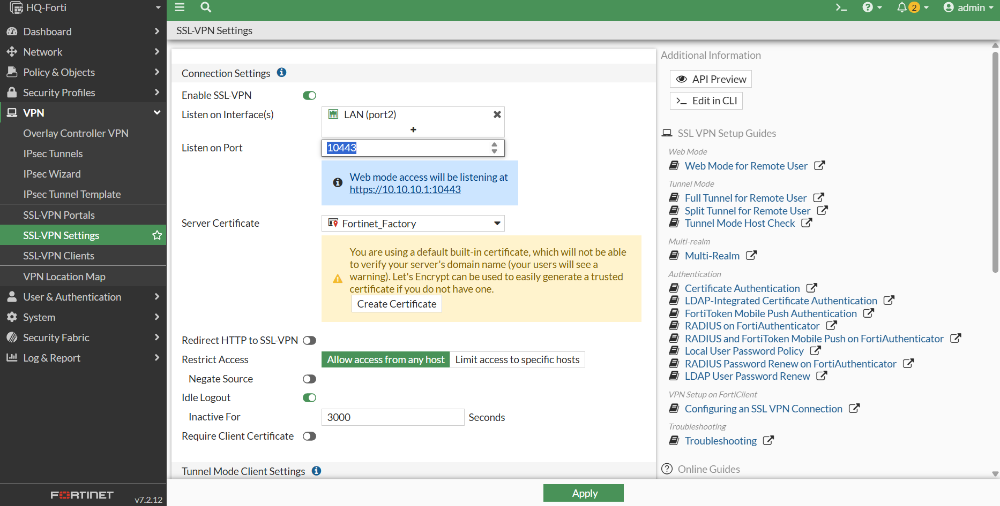 HQ-Forti
2
admin
Dashboard
Network
Policy & Objects
Security Profiles
VPN
Overlay Controller VPN
IPsec Tunnels
IPsec Wizard
IPsec Tunnel Template
SSL-VPN Portals
SSL-VPN Settings
SSL-VPN Clients
VPN Location Map
User & Authentication
System
Security Fabric
Log & Report
FORTINET
v7.2.12
SSL-VPN Settings
Connection Settings
Enable SSL-VPN
Listen on Interface(s)
LAN (port2)
Listen on Port
10443
Web mode access will be listening at
https://10.10.10.1:10443
Server Certificate
Fortinet_Factory
You are using a default built-in certificate, which will not be able
to verify your server's domain name (your users will see a
warning). Let's Encrypt can be used to easily generate a trusted
certificate if you do not have one.
Create Certificate
Redirect HTTP to SSL-VPN
Restrict Access
Allow access from any host
Limit access to specific hosts
Negate Source
Idle Logout
Inactive For
3000
Seconds
Require Client Certificate
Tunnel Mode Client Settings
Apply
Additional Information
API Preview
Edit in CLI
SSL VPN Setup Guides
Web Mode
Web Mode for Remote User
Tunnel Mode
Full Tunnel for Remote User
Split Tunnel for Remote User
Tunnel Mode Host Check
Multi-realm
Multi-Realm
Authentication
Certificate Authentication
LDAP-Integrated Certificate Authentication
FortiToken Mobile Push Authentication
RADIUS on FortiAuthenticator
RADIUS and FortiToken Mobile Push on FortiAuthenticator
Local User Password Policy
RADIUS Password Renew on FortiAuthenticator
LDAP User Password Renew
VPN Setup on FortiClient
Configuring an SSL VPN Connection
Troubleshooting
Troubleshooting
Online Guides